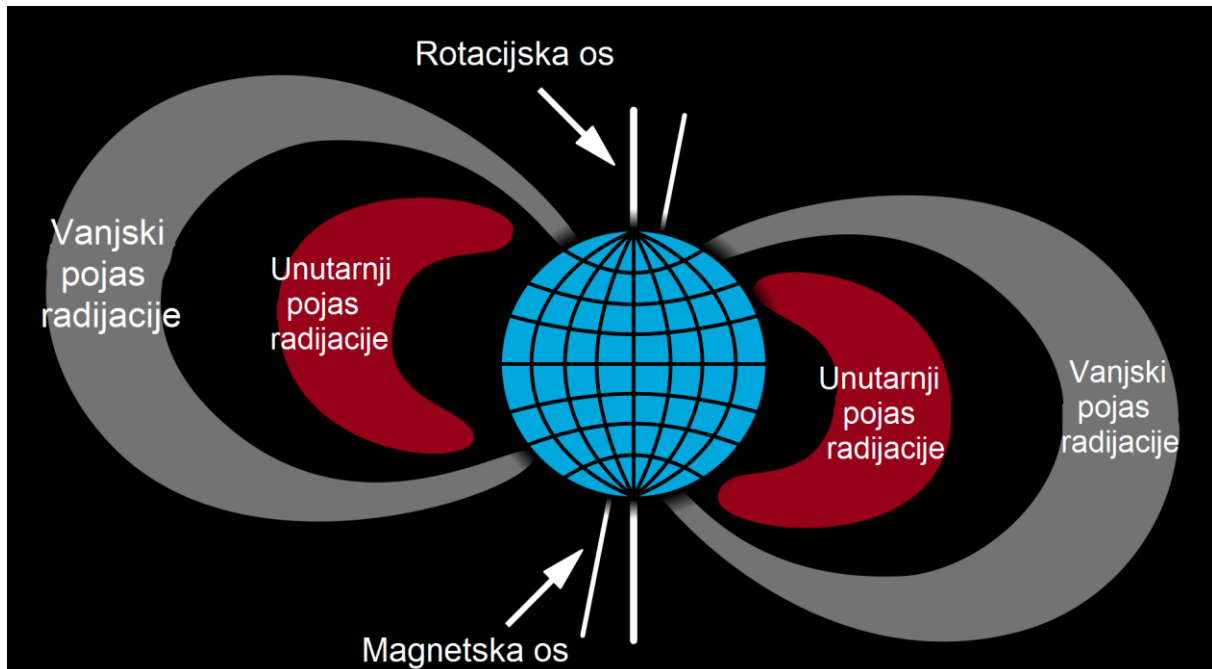 Rotacijska os
Vanjski
pojas
radijacije
Unutarnji
pojas
radijacije
Unutarnji
pojas
radijacije
Vanjski
pojas
radijacije
Magnetska os